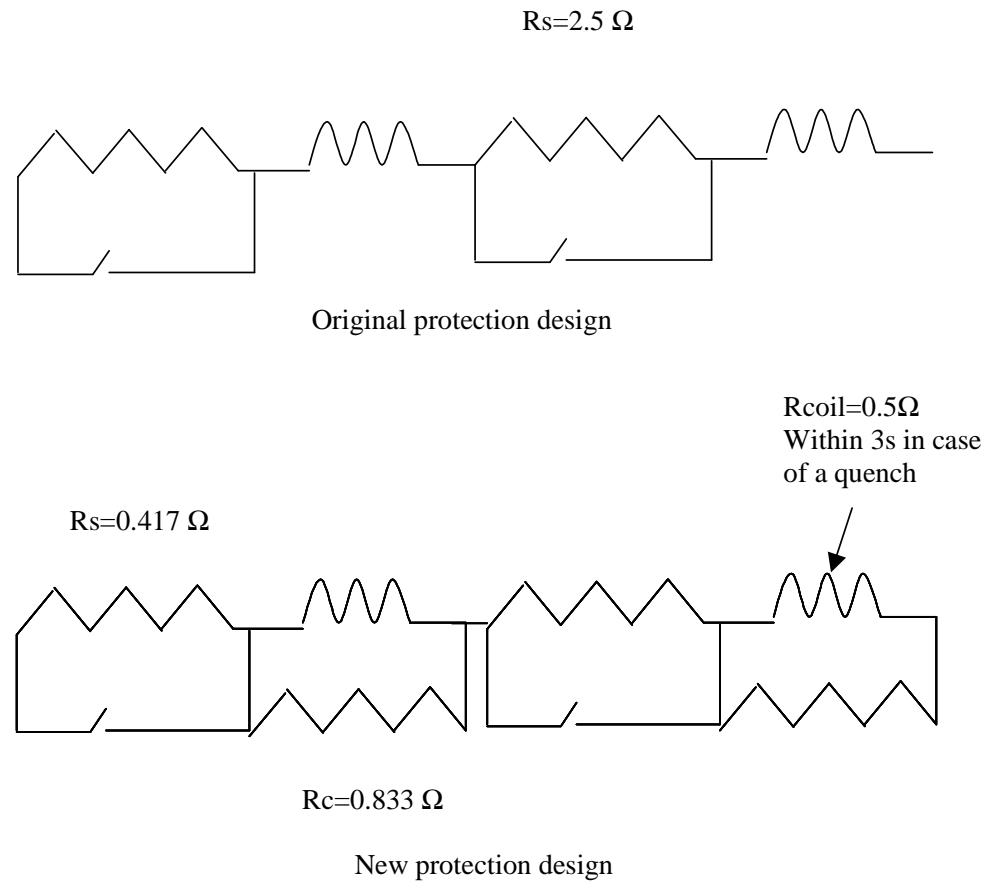 Rs=2.5 Ω
Original protection design
Rcoil=0.5Ω
Within 3s in case
of a quench
Rs=0.417 Ω
Rc=0.833 Ω
New protection design